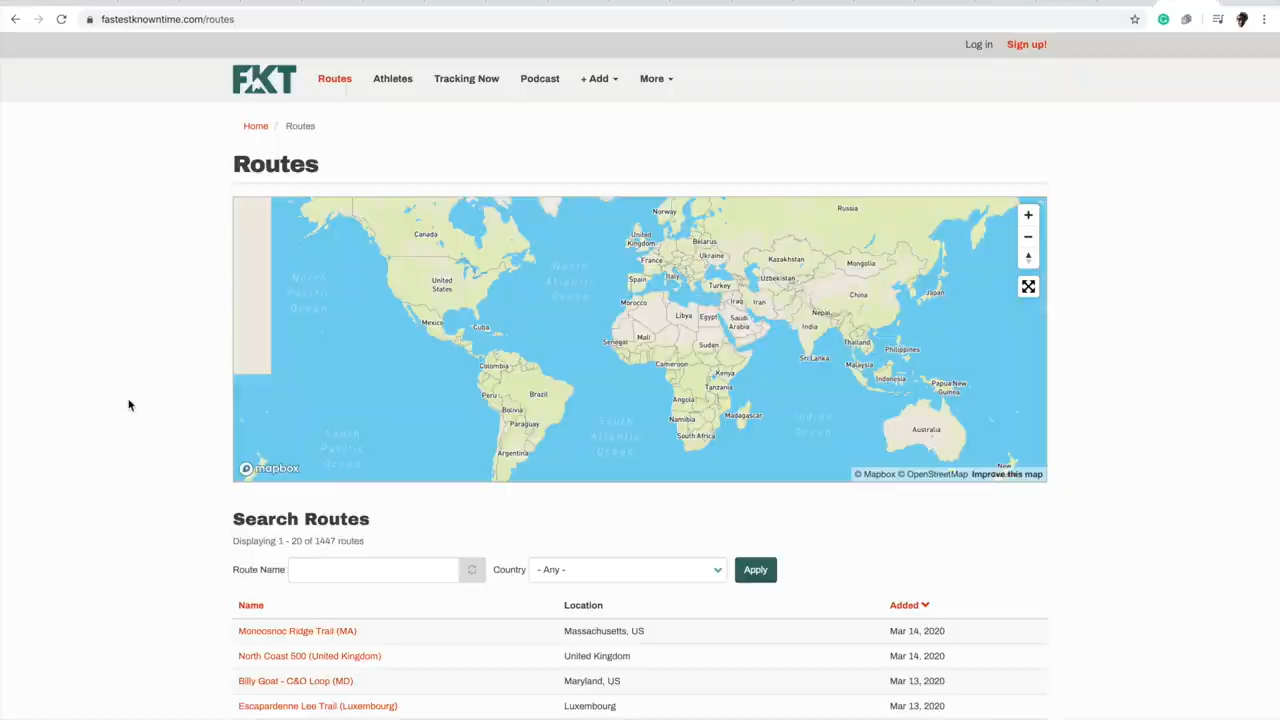 fastestknowntime.com/routes
Log in Sign up!
FKT Routes Athletes Tracking Now Podcast + Add More
Home / Routes
Routes
Norway
Russia
Canada
United Kingdom
Belarus
Ukraine
Kazakhstan
Mongolia
France
United States
North Pacific Ocean
North Atlantic Ocean
Spain
Italy
Turkey
Uzbekistan
China
Japan
Morocco
Iraq
Iran
Mexico
Cuba
Libya
Egypt
Saudi Arabia
Nepal
India
Senegal
Mali
Sudan
Thailand
Philippines
Sri Lanka
Malaysia
Colombia
Cameroon
Kenya
Indonesia
Papua New Guinea
Peru
Brazil
Tanzania
Bolivia
Angola
Paraguay
Namibia
Madagascar
South Atlantic Ocean
Indian Ocean
Australia
South Africa
South Pacific Ocean
Argentina
New
mapbox
© Mapbox © OpenStreetMap Improve this map
Search Routes
Displaying 1 - 20 of 1447 routes
Route Name Country - Any - Apply
Name Location Added
Monoosnoc Ridge Trail (MA) Massachusetts, US Mar 14, 2020
North Coast 500 (United Kingdom) United Kingdom Mar 14, 2020
Billy Goat - C&O Loop (MD) Maryland, US Mar 13, 2020
Escapardenne Lee Trail (Luxembourg) Luxembourg Mar 13, 2020